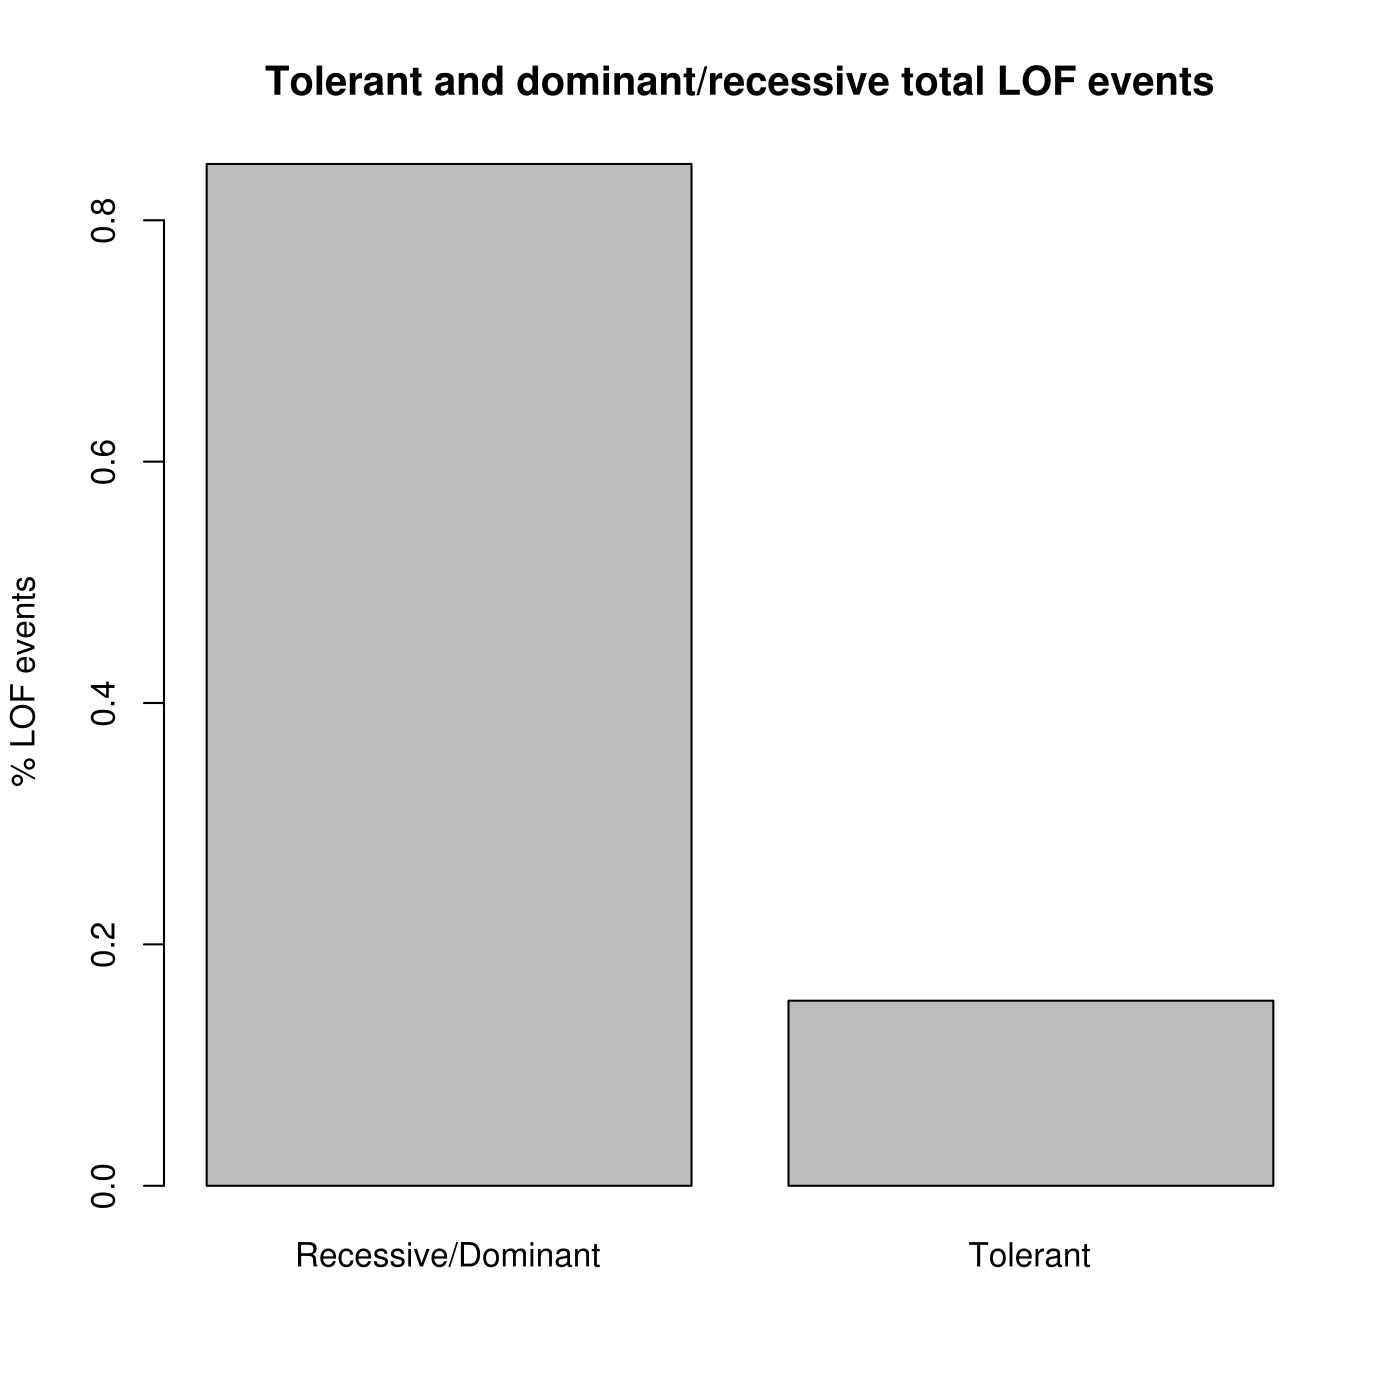 Tolerant and dominant/recessive total LOF events
% LOF events
0.8
0.6
0.4
0.2
0.0
Recessive/Dominant
Tolerant